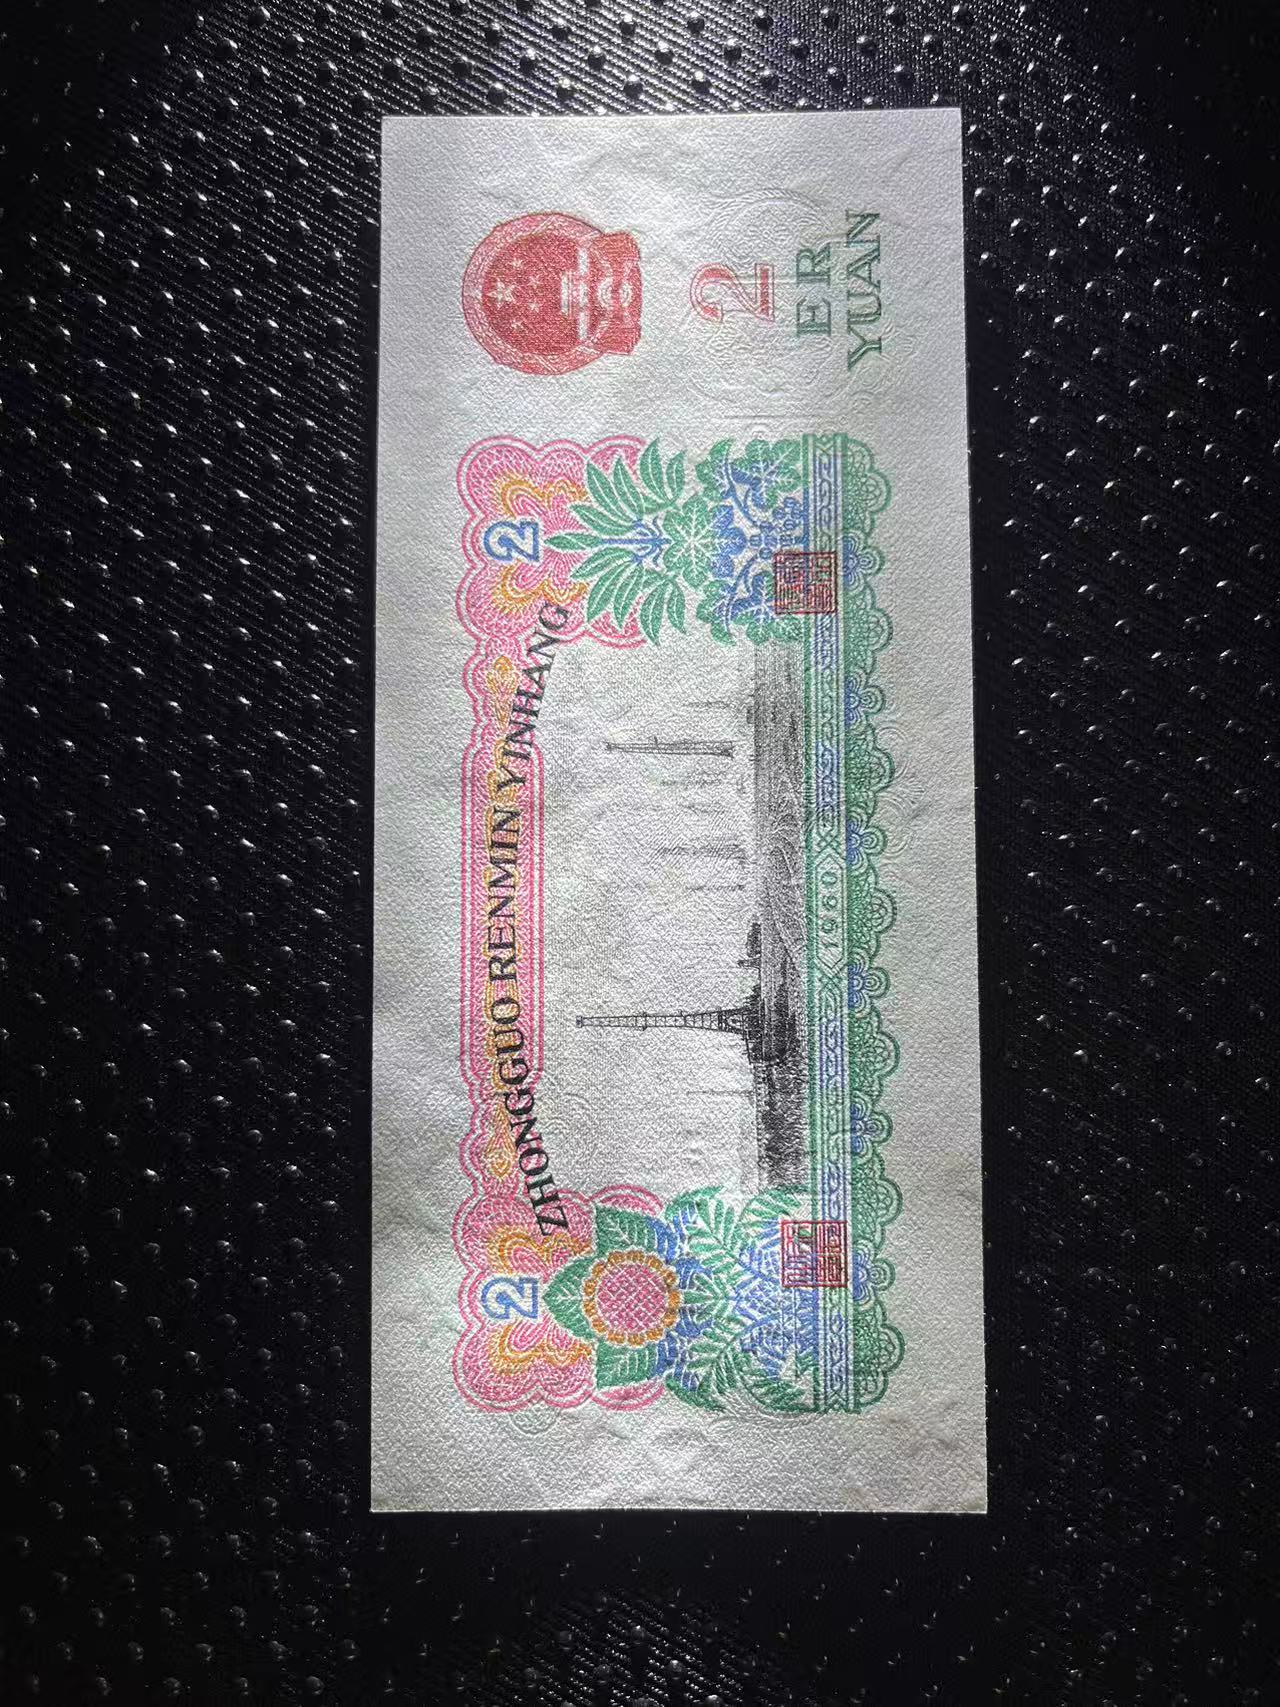 ZHONGGUO RENMIN YINHANG
2
2
2
ER
YUAN
1960